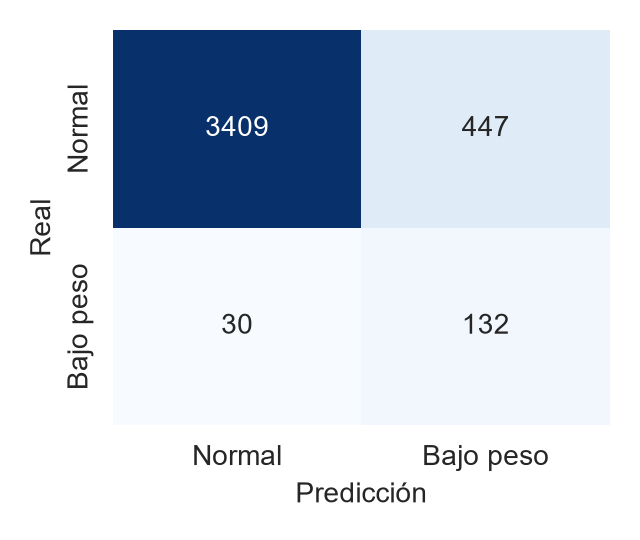 Real
Normal
3409 447
Bajo peso
30 132
Normal Bajo peso
Predicción